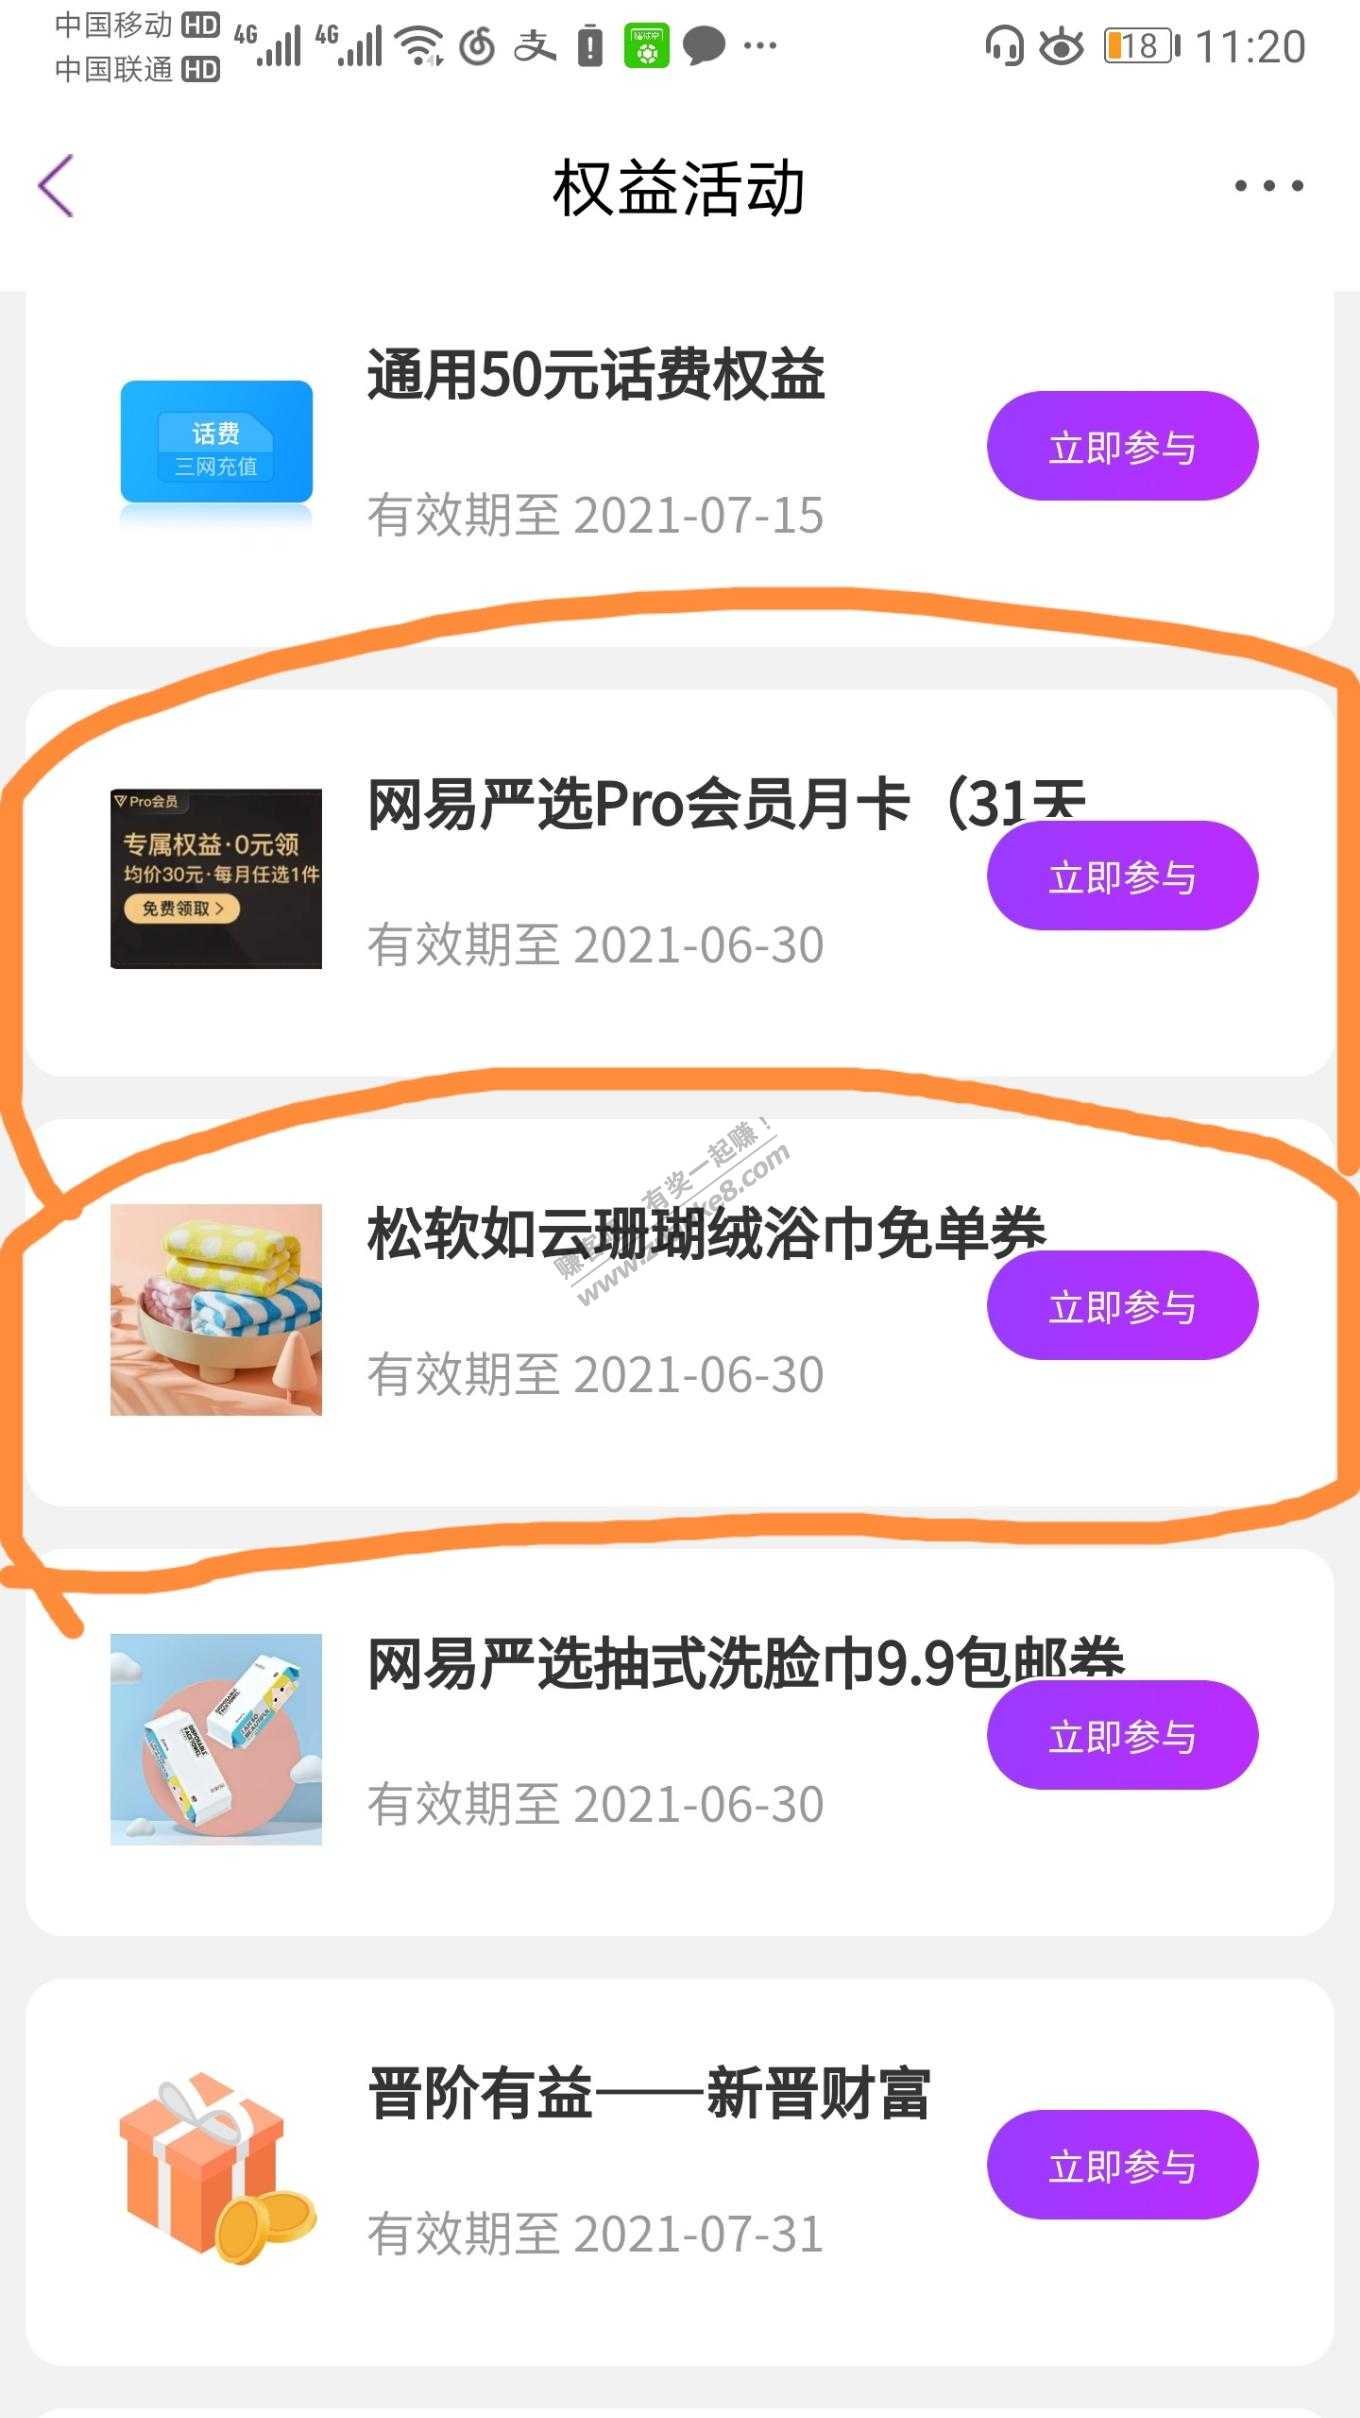 中国移动 HD 4G 4G 支 18 11:20
中国联通 HD
权益活动
通用50元话费权益
话费
三网充值
立即参与
有效期至 2021-07-15
网易严选Pro会员月卡（31天
Pro会员
专属权益·0元领
均价30元·每月任选1件
免费领取
立即参与
有效期至 2021-06-30
有奖一起赚！
松软如云珊瑚绒浴巾免单券
立即参与
有效期至 2021-06-30
网易严选抽式洗脸巾9.9包邮券
立即参与
有效期至 2021-06-30
晋阶有益——新晋财富
立即参与
有效期至 2021-07-31